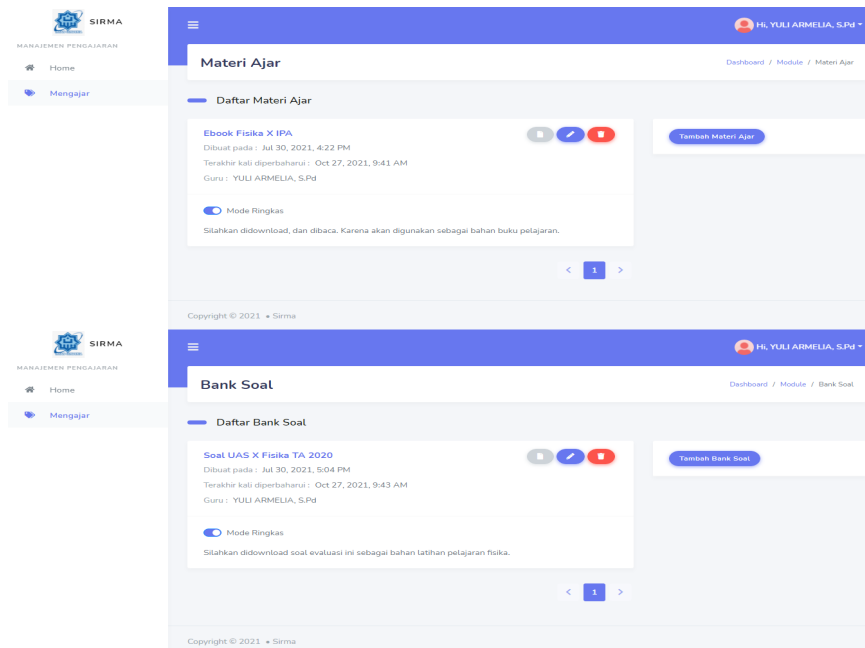 SIRMA
Hi, YULI ARMELIA, S.Pd
MANAJEMEN PENGAJARAN
Home
Mengajar
Materi Ajar
Dashboard / Module / Materi Ajar
Daftar Materi Ajar
Ebook Fisika X IPA
Dibuat pada : Jul 30, 2021, 4:22 PM
Terakhir kali diperbaharui : Oct 27, 2021, 9:41 AM
Guru : YULI ARMELIA, S.Pd
Mode Ringkas
Silahkan didownload, dan dibaca. Karena akan digunakan sebagai bahan buku pelajaran.
Tambah Materi Ajar
< 1 >
Copyright © 2021 • Sirma
SIRMA
Hi, YULI ARMELIA, S.Pd
MANAJEMEN PENGAJARAN
Home
Mengajar
Bank Soal
Dashboard / Module / Bank Soal
Daftar Bank Soal
Soal UAS X Fisika TA 2020
Dibuat pada : Jul 30, 2021, 5:04 PM
Terakhir kali diperbaharui : Oct 27, 2021, 9:43 AM
Guru : YULI ARMELIA, S.Pd
Mode Ringkas
Silahkan didownload soal evaluasi ini sebagai bahan latihan pelajaran fisika.
Tambah Bank Soal
< 1 >
Copyright © 2021 • Sirma